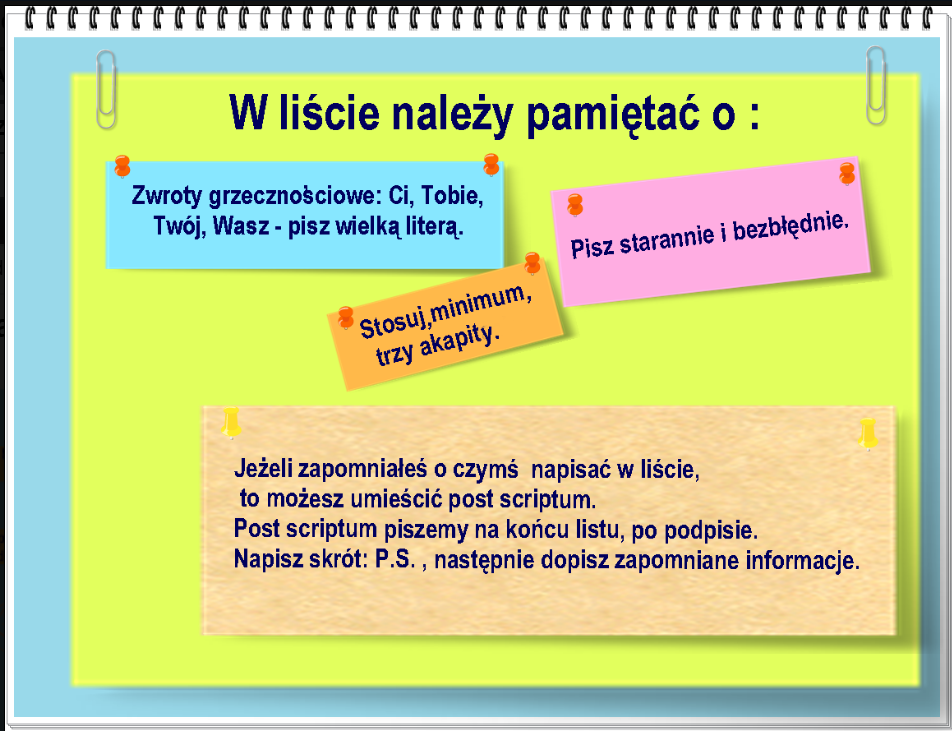 W liście należy pamiętać o :
Zwroty grzecznościowe: Ci, Tobie,
Twój, Wasz - pisz wielką literą.
Pisz starannie i bezbłędnie.
Stosuj,minimum,
trzy akapity.
Jeżeli zapomniałeś o czymś napisać w liście,
to możesz umieścić post scriptum.
Post scriptum piszemy na końcu listu, po podpisie.
Napisz skrót: P.S. , następnie dopisz zapomniane informacje.